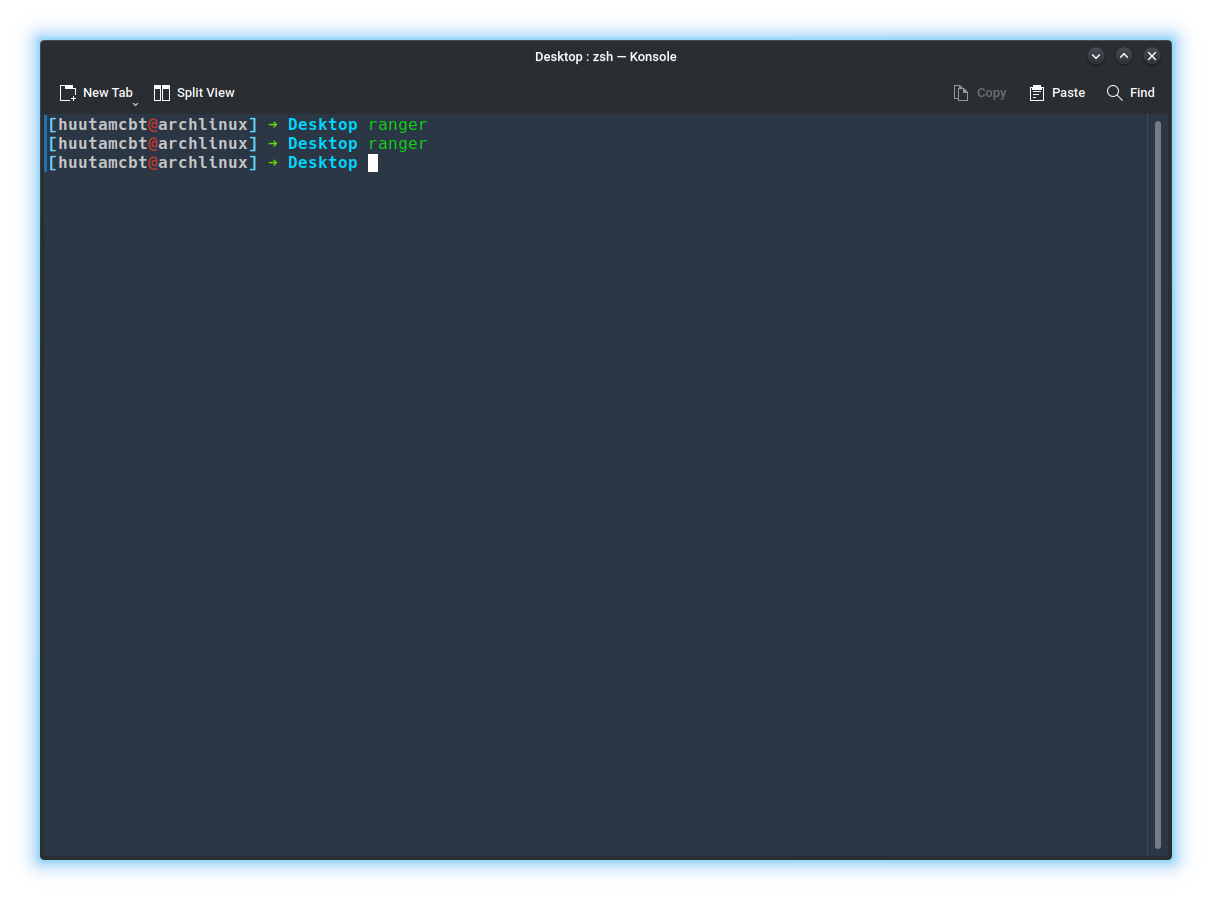 Desktop : zsh — Konsole
New Tab Split View Copy Paste Find
[huutamcbt@archlinux] ➜ Desktop ranger
[huutamcbt@archlinux] ➜ Desktop ranger
[huutamcbt@archlinux] ➜ Desktop